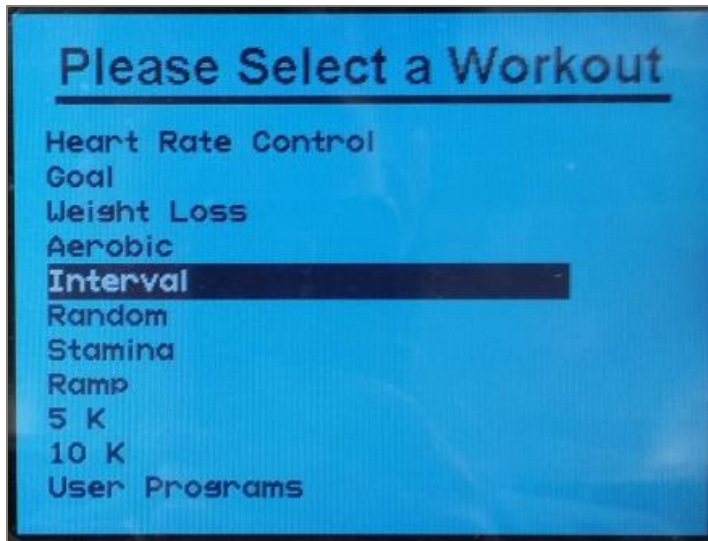 Please Select a Workout
Heart Rate Control
Goal
Weight Loss
Aerobic
Interval
Random
Stamina
Ramp
5 K
10 K
User Programs